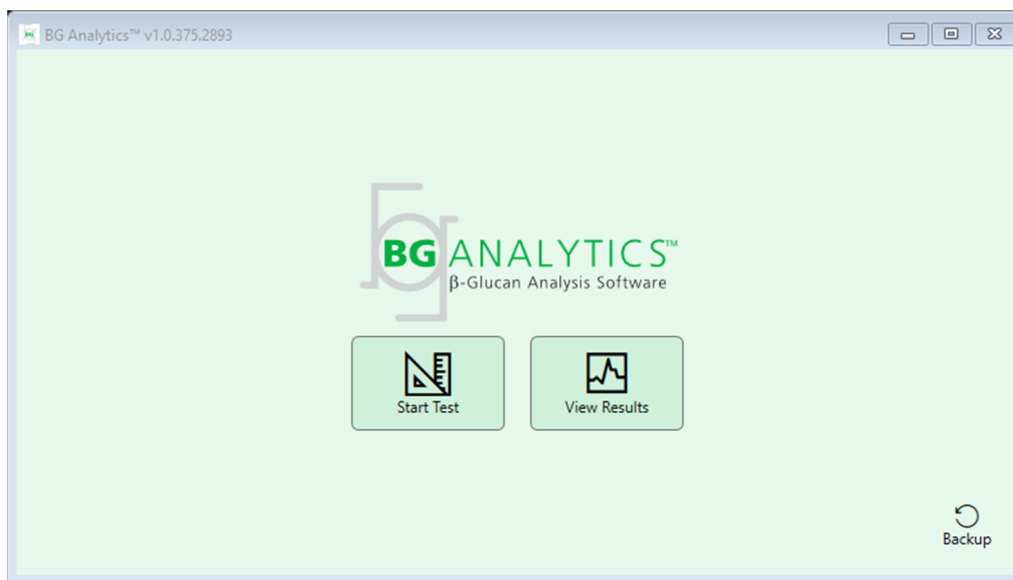 BG Analytics™ v1.0.375.2893
BG ANALYTICS™
β-Glucan Analysis Software
Start Test
View Results
Backup